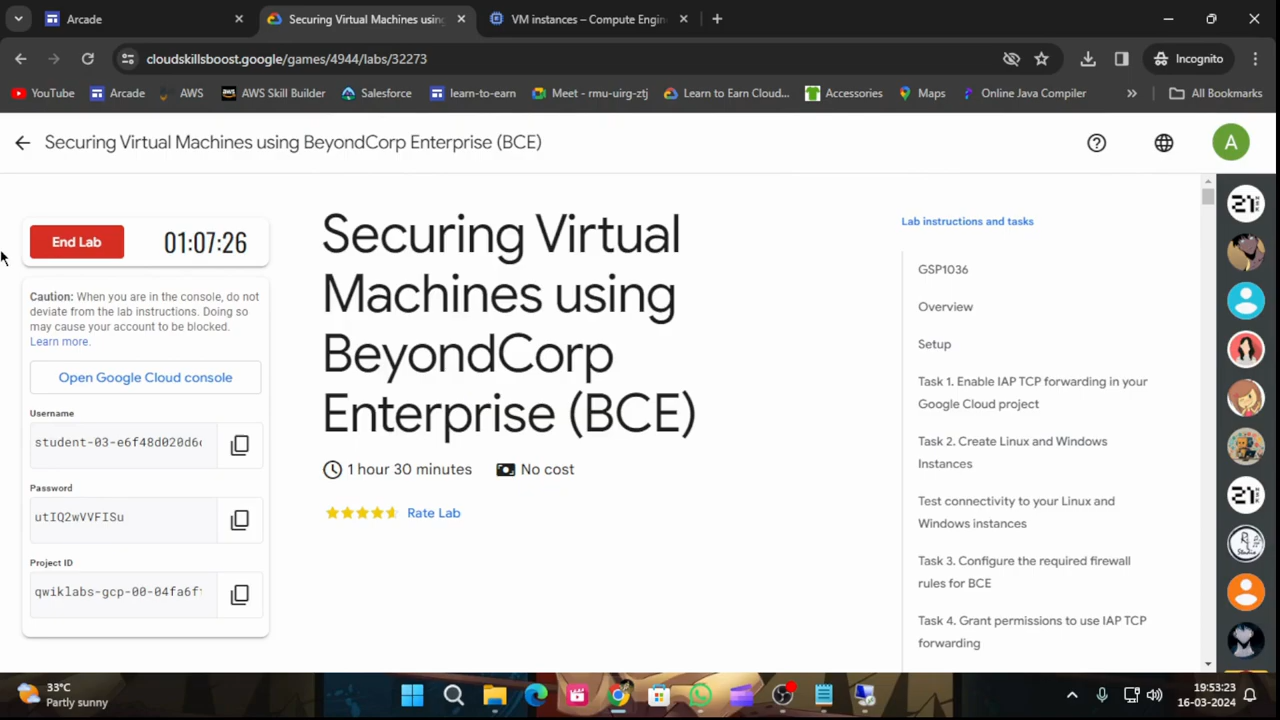 Arcade
Securing Virtual Machines using
VM instances – Compute Engin
cloudskillsboost.google/games/4944/labs/32273
Incognito
YouTube
Arcade
AWS
AWS Skill Builder
Salesforce
learn-to-earn
Meet - rmu-uirg-ztj
Learn to Earn Cloud...
Accessories
Maps
Online Java Compiler
»
All Bookmarks
Securing Virtual Machines using BeyondCorp Enterprise (BCE)
A
End Lab
01:07:26
Caution: When you are in the console, do not
deviate from the lab instructions. Doing so
may cause your account to be blocked.
Learn more.
Open Google Cloud console
Username
student-03-e6f48d020d6c
Password
utIQ2wVVFISu
Project ID
qwiklabs-gcp-00-04fa6f
Securing Virtual
Machines using
BeyondCorp
Enterprise (BCE)
1 hour 30 minutes
No cost
Rate Lab
Lab instructions and tasks
GSP1036
Overview
Setup
Task 1. Enable IAP TCP forwarding in your
Google Cloud project
Task 2. Create Linux and Windows
Instances
Test connectivity to your Linux and
Windows instances
Task 3. Configure the required firewall
rules for BCE
Task 4. Grant permissions to use IAP TCP
forwarding
33°C
Partly sunny
19:53:23
16-03-2024